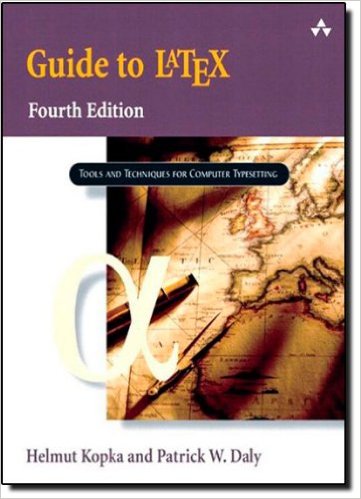 Guide to LATEX
Fourth Edition
TOOLS AND TECHNIQUES FOR COMPUTER TYPESETTING
α
Helmut Kopka and Patrick W. Daly